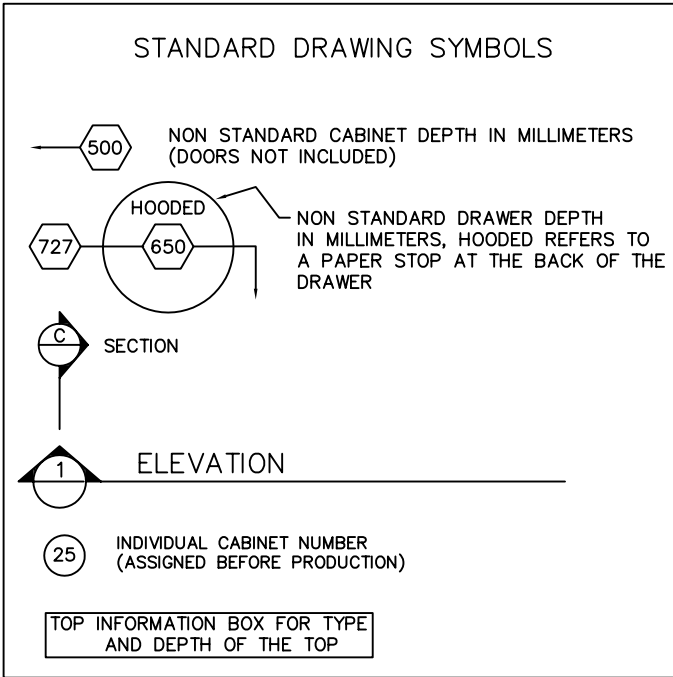 STANDARD DRAWING SYMBOLS
500
NON STANDARD CABINET DEPTH IN MILLIMETERS
(DOORS NOT INCLUDED)
HOODED
727
650
NON STANDARD DRAWER DEPTH
IN MILLIMETERS, HOODED REFERS TO
A PAPER STOP AT THE BACK OF THE
DRAWER
C
SECTION
1
ELEVATION
25
INDIVIDUAL CABINET NUMBER
(ASSIGNED BEFORE PRODUCTION)
TOP INFORMATION BOX FOR TYPE
AND DEPTH OF THE TOP